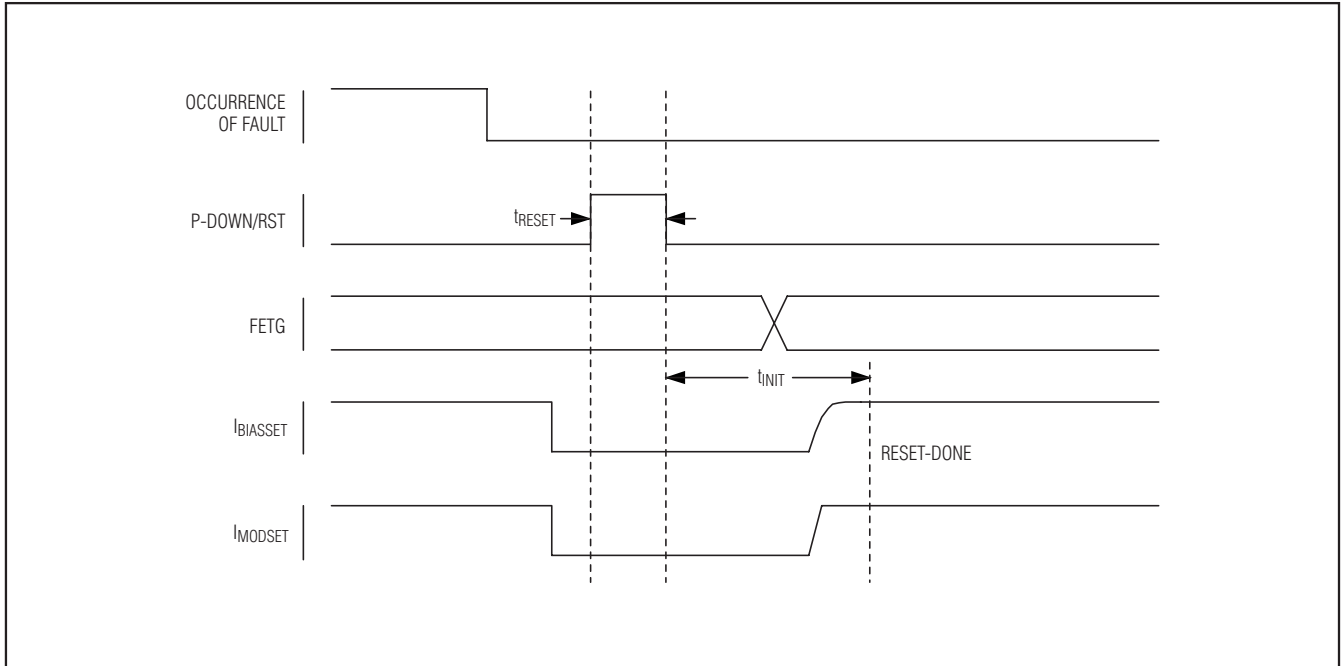 OCCURRENCE
OF FAULT
P-DOWN/RST
tRESET
FETG
tINIT
IBIASSET
RESET-DONE
IMODSET